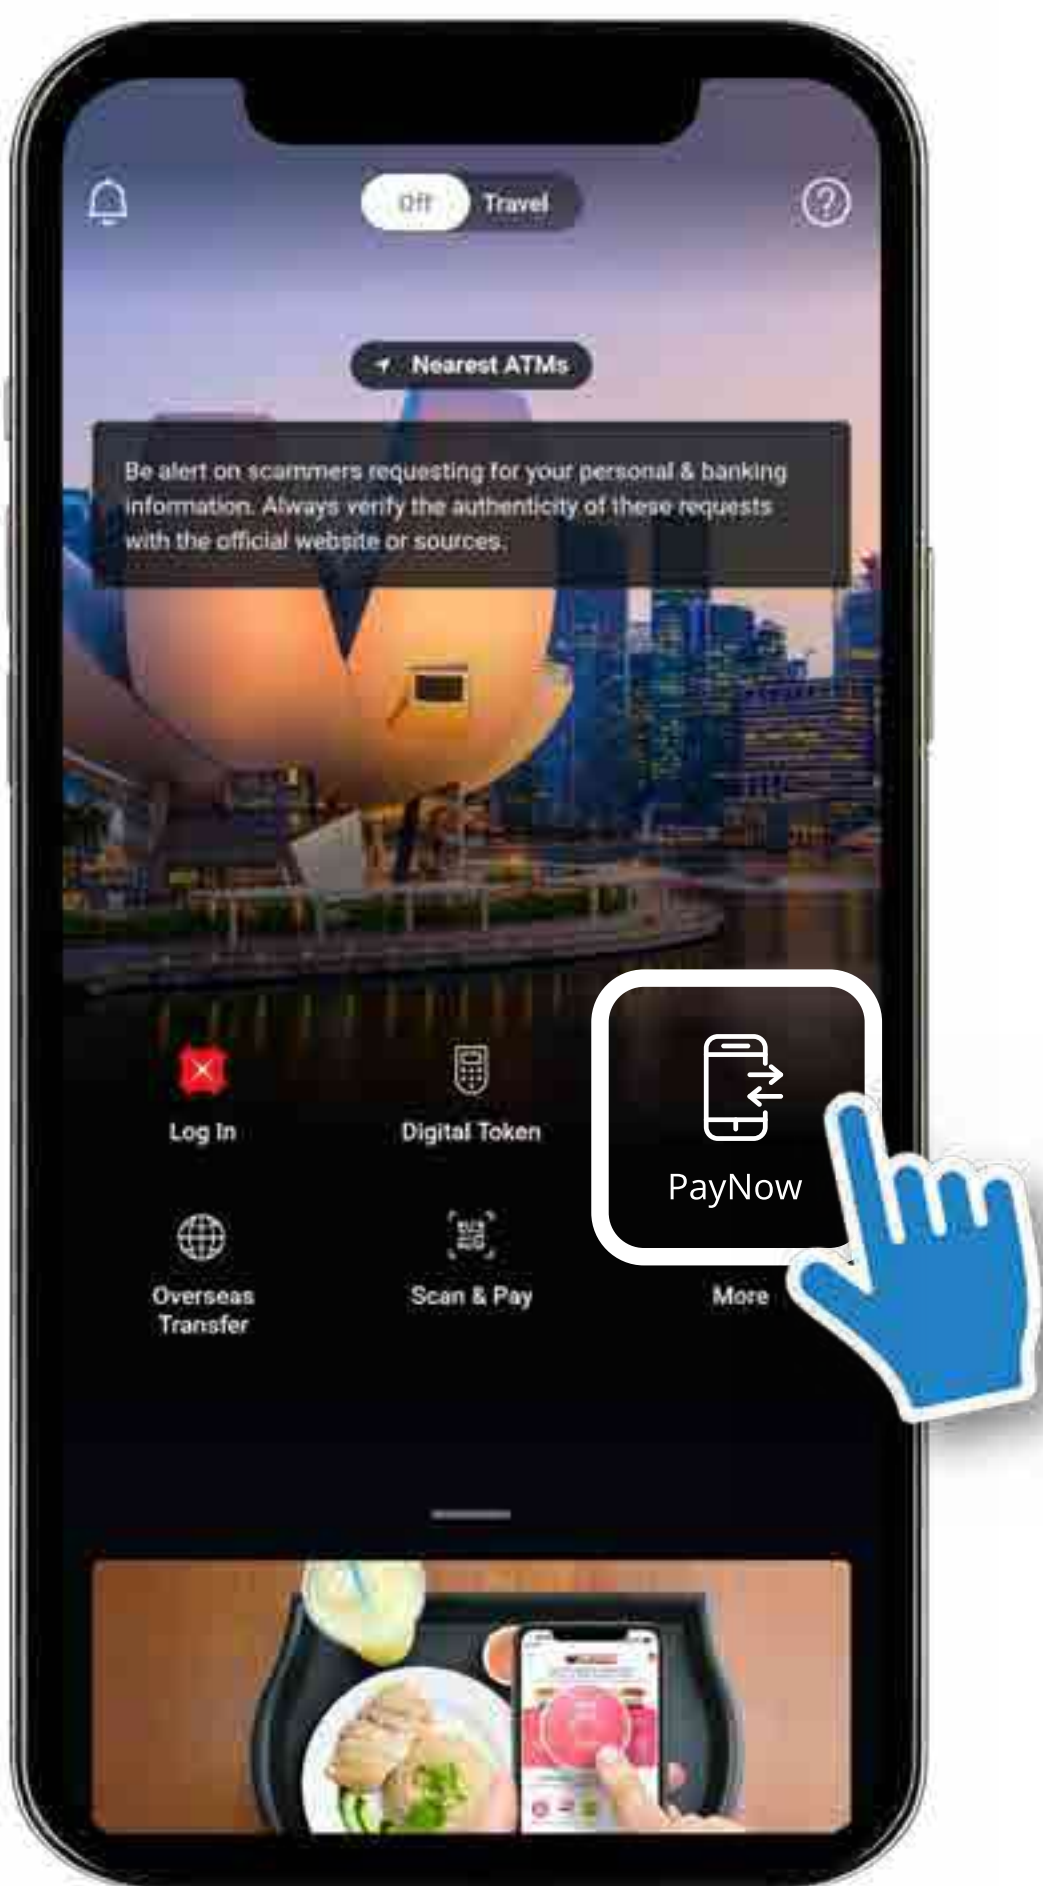 Off Travel
Nearest ATMs
Be alert on scammers requesting for your personal & banking
information. Always verify the authenticity of these requests
with the official website or sources.
Log In
Digital Token
PayNow
Overseas
Transfer
Scan & Pay
More